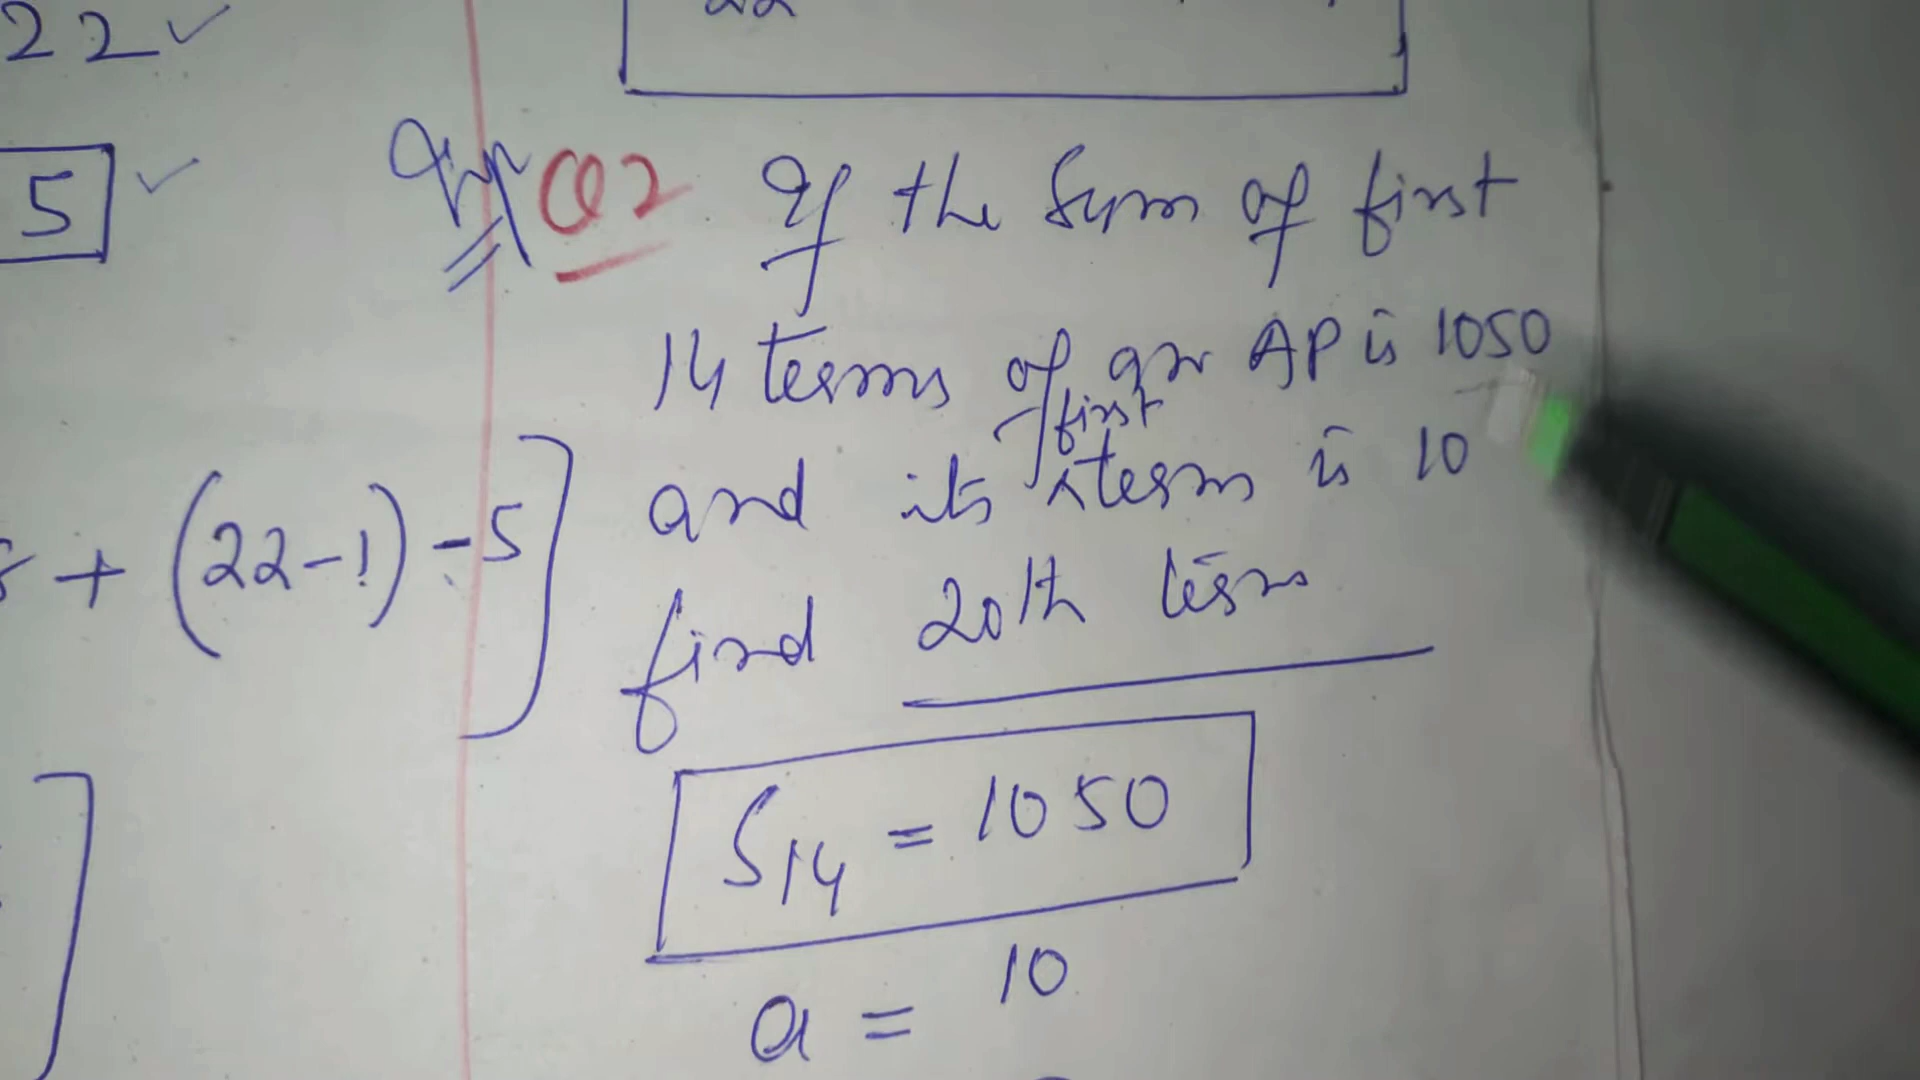 22
5
+ (22-1) -5]
Q2 If the Sum of first
14 terms of an AP is 1050
first
and its term is 10
find 20th term
S14 = 1050
a = 10